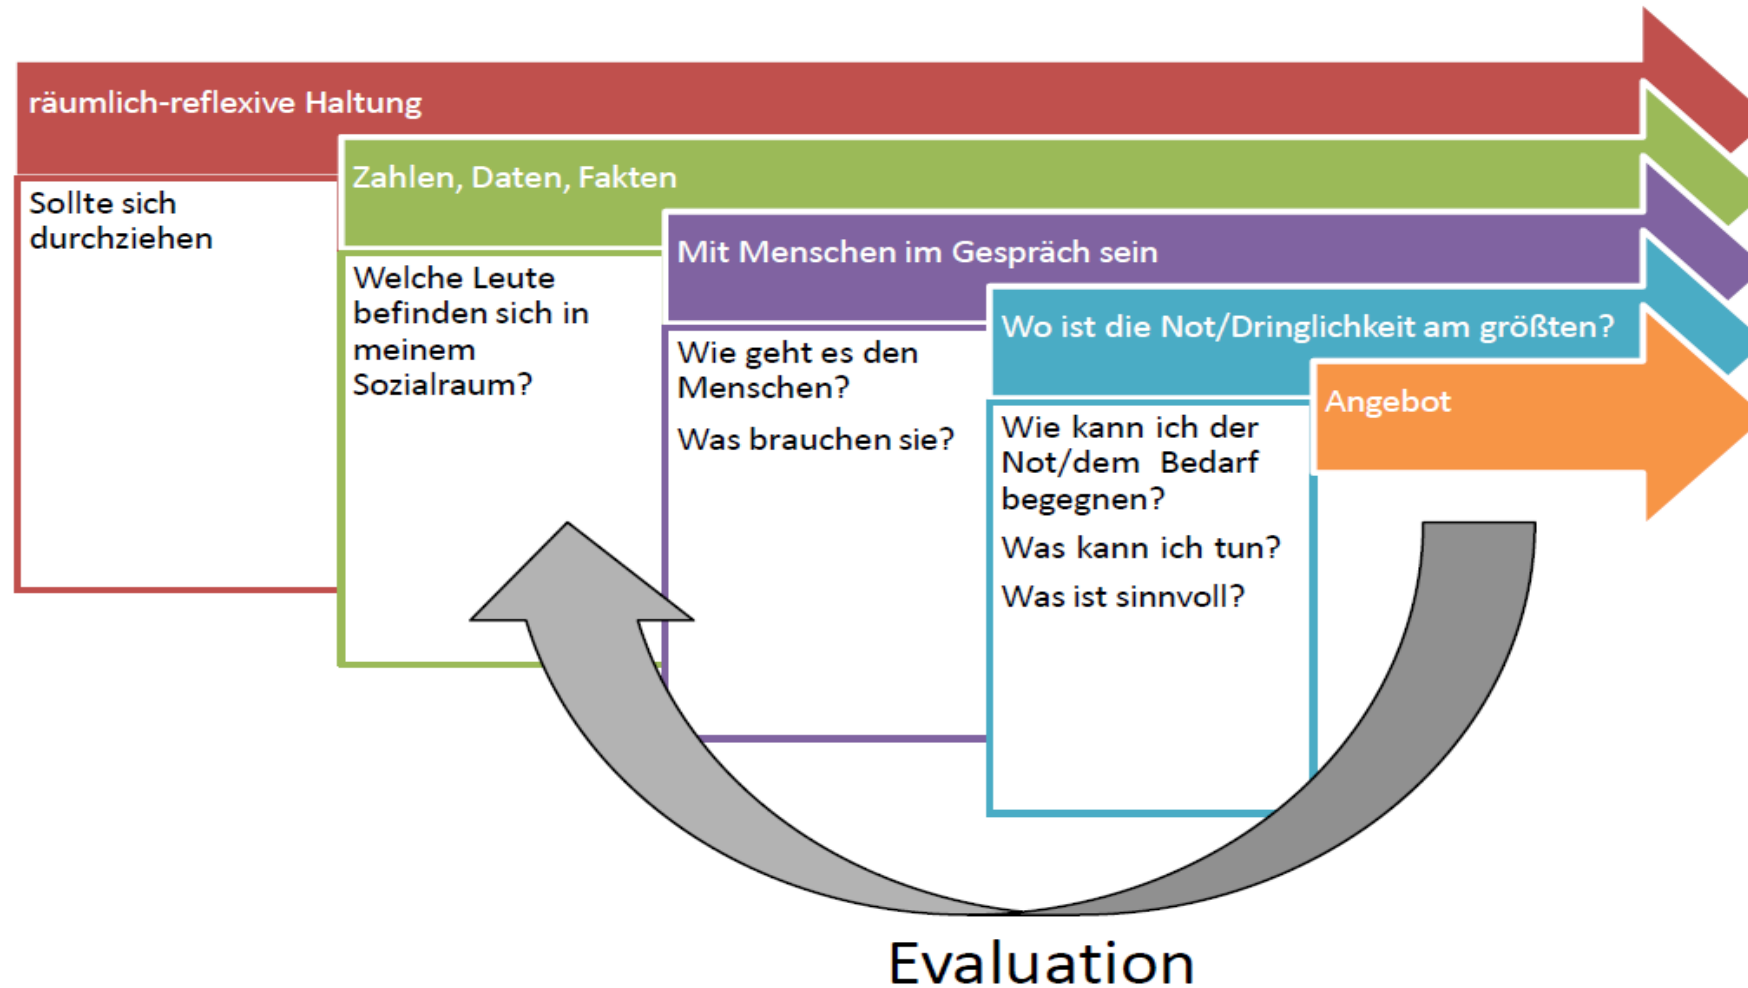 räumlich-reflexive Haltung
Sollte sich
durchziehen
Zahlen, Daten, Fakten
Welche Leute
befinden sich in
meinem
Sozialraum?
Mit Menschen im Gespräch sein
Wie geht es den
Menschen?
Was brauchen sie?
Wo ist die Not/Dringlichkeit am größten?
Wie kann ich der
Not/dem Bedarf
begegnen?
Was kann ich tun?
Was ist sinnvoll?
Angebot
Evaluation